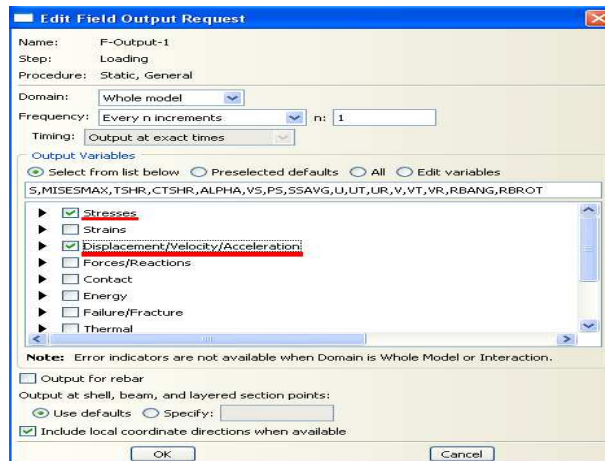 Edit Field Output Request
Name: F-Output-1
Step: Loading
Procedure: Static, General
Domain: Whole model
Frequency: Every n increments n: 1
Timing: Output at exact times
Output Variables
Select from list below Preselected defaults All Edit variables
S,MISESMAX,TSHR,CTSHR,ALPHA,VS,PS,SSAVG,U,UT,UR,V,VT,VR,RBANG,RBROT
Stresses
Strains
Displacement/Velocity/Acceleration
Forces/Reactions
Contact
Energy
Failure/Fracture
Thermal
Note: Error indicators are not available when Domain is Whole Model or Interaction.
Output for rebar
Output at shell, beam, and layered section points:
Use defaults Specify:
Include local coordinate directions when available
OK Cancel